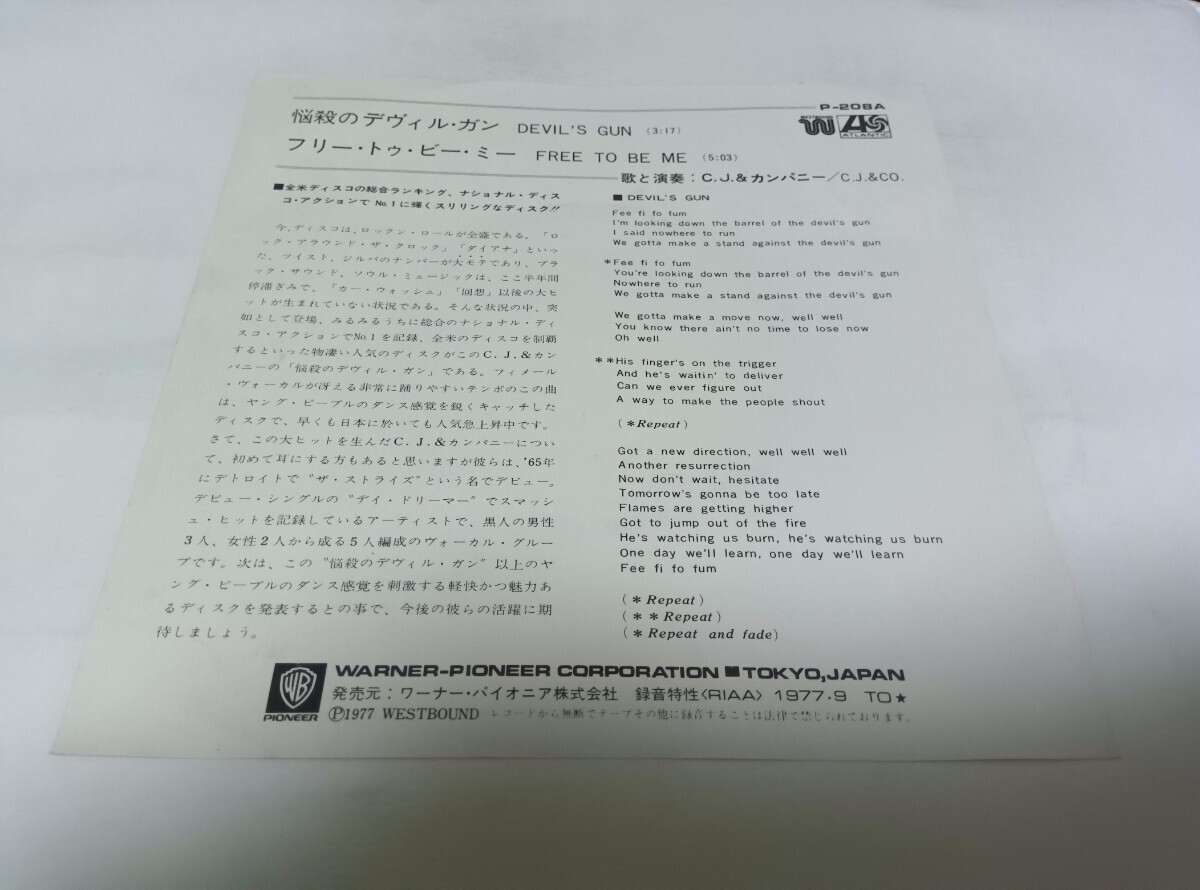 P-208A
悩殺のデヴィル・ガン DEVIL'S GUN (3:17)
フリー・トゥ・ビー・ミー FREE TO BE ME (5:03)
ATLANTIC
歌と演奏：C.J.&カンパニー／C.J.&CO.
■全米ディスコの総合ランキング、ナショナル・ディス
コ・アクションで No.1に輝くスリリングなディスク!!
今、ディスコは、ロックン・ロールが全盛である。「ロ
ック・アラウンド・ザ・クロック」「ダイアナ」といっ
た、ツイスト、ジルバのナンバーが大モテであり、ブラ
ック・サウンド、ソウル・ミュージックは、ここ半年間
停滞ぎみで、「カー・ウォッシュ」「回想」以後の大ヒ
ットが生まれていない状況である。そんな状況の中、突
如として登場、みるみるうちに総合のナショナル・ディ
スコ・アクションでNo.1を記録、全米のディスコを制覇
するといった物凄い人気のディスクがこのC.J.&カン
パニーの「悩殺のデヴィル・ガン」である。フィメール
・ヴォーカルが冴える非常に踊りやすいテンポのこの曲
は、ヤング・ピープルのダンス感覚を鋭くキャッチした
ディスクで、早くも日本に於いても人気急上昇中です。
さて、この大ヒットを生んだC.J.&カンパニーについ
て、初めて耳にする方もあると思いますが彼らは、'65年
にデトロイトで"ザ・ストライズ"という名でデビュー。
デビュー・シングルの"デイ・ドリーマー"でスマッシ
ュ・ヒットを記録しているアーティストで、黒人の男性
3人、女性2人から成る5人編成のヴォーカル・グルー
プです。次は、この"悩殺のデヴィル・ガン"以上のヤ
ング・ピープルのダンス感覚を刺激する軽快かつ魅力あ
るディスクを発表するとの事で、今後の彼らの活躍に期
待しましょう。
■ DEVIL'S GUN
Fee fi fo fum
I'm looking down the barrel of the devil's gun
I said nowhere to run
We gotta make a stand against the devil's gun
*Fee fi fo fum
You're looking down the barrel of the devil's gun
Nowhere to run
We gotta make a stand against the devil's gun
We gotta make a move now, well well
You know there ain't no time to lose now
Oh well
**His finger's on the trigger
And he's waitin' to deliver
Can we ever figure out
A way to make the people shout
(*Repeat)
Got a new direction, well well well
Another resurrection
Now don't wait, hesitate
Tomorrow's gonna be too late
Flames are getting higher
Got to jump out of the fire
He's watching us burn, he's watching us burn
One day we'll learn, one day we'll learn
Fee fi fo fum
(*Repeat)
(**Repeat)
(*Repeat and fade)
WB
PIONEER
WARNER-PIONEER CORPORATION ■ TOKYO, JAPAN
発売元：ワーナー・パイオニア株式会社 録音特性〈RIAA〉1977・9 TO★
Ⓟ1977 WESTBOUND レコードから無断でテープその他に録音することは法律で禁じられております。